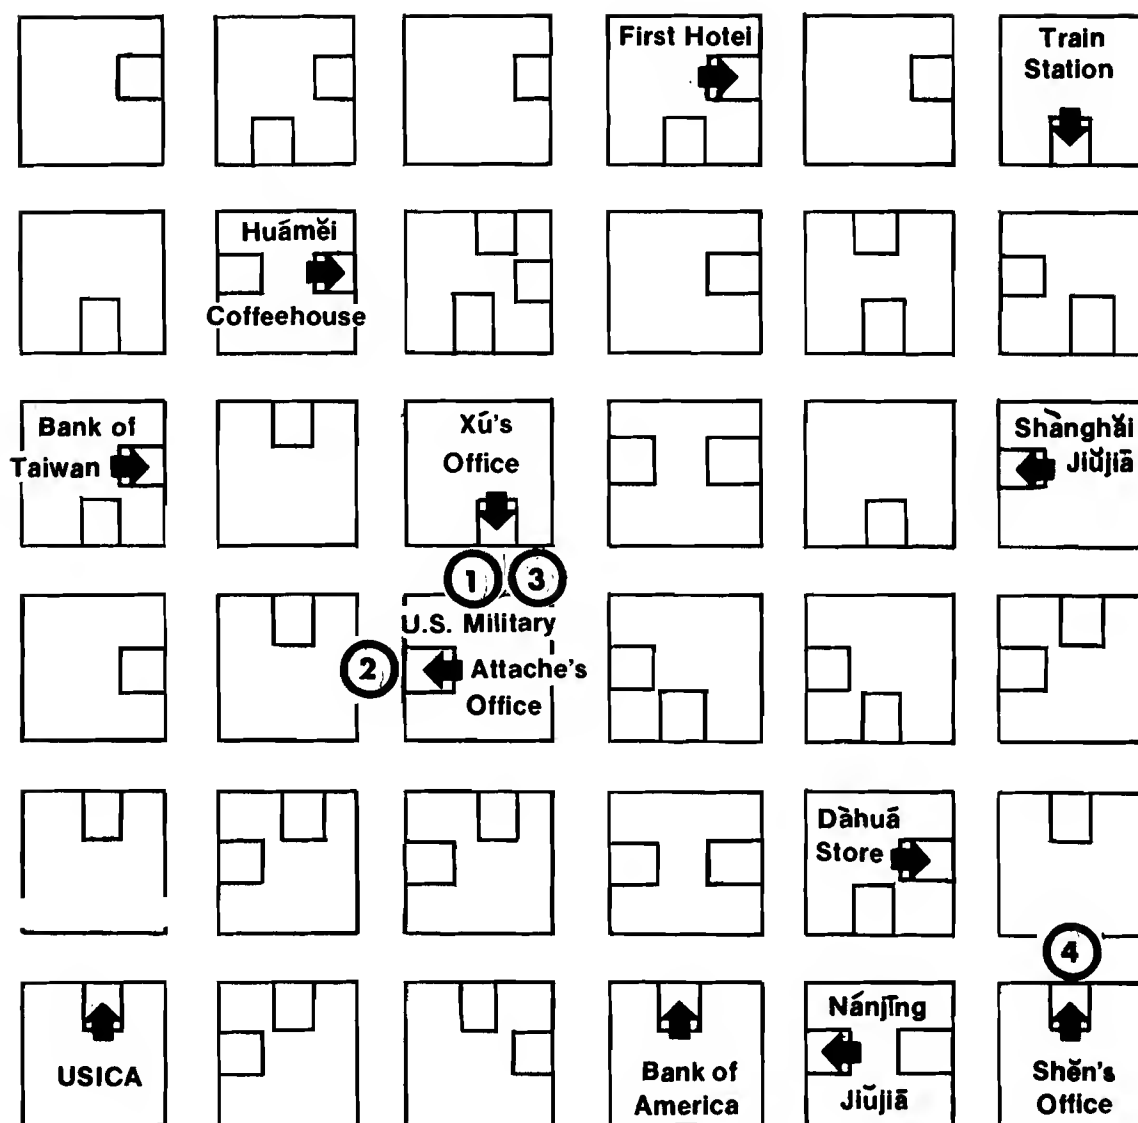 First Hotei
Train
Station
Huáměi
Coffeehouse
Bank of
Taiwan
Xú's
Office
Shànghǎi
Jiǔjiā
1
3
U.S. Military
2
Attache's
Office
Dàhuá
Store
4
USICA
Bank of
America
Nánjīng
Jiǔjiā
Shěn's
Office